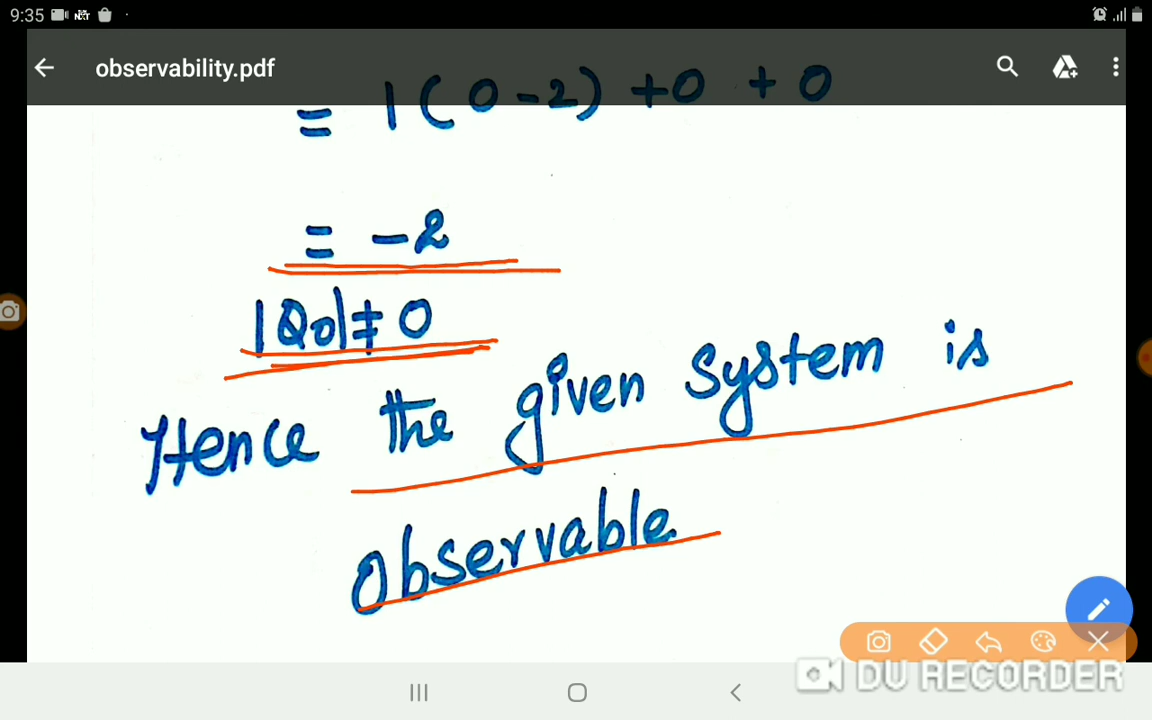 9:35
observability.pdf
= 1(0-2) +0 + 0
= -2
|Qo| ≠ 0
Hence the given system is
observable
DU RECORDER